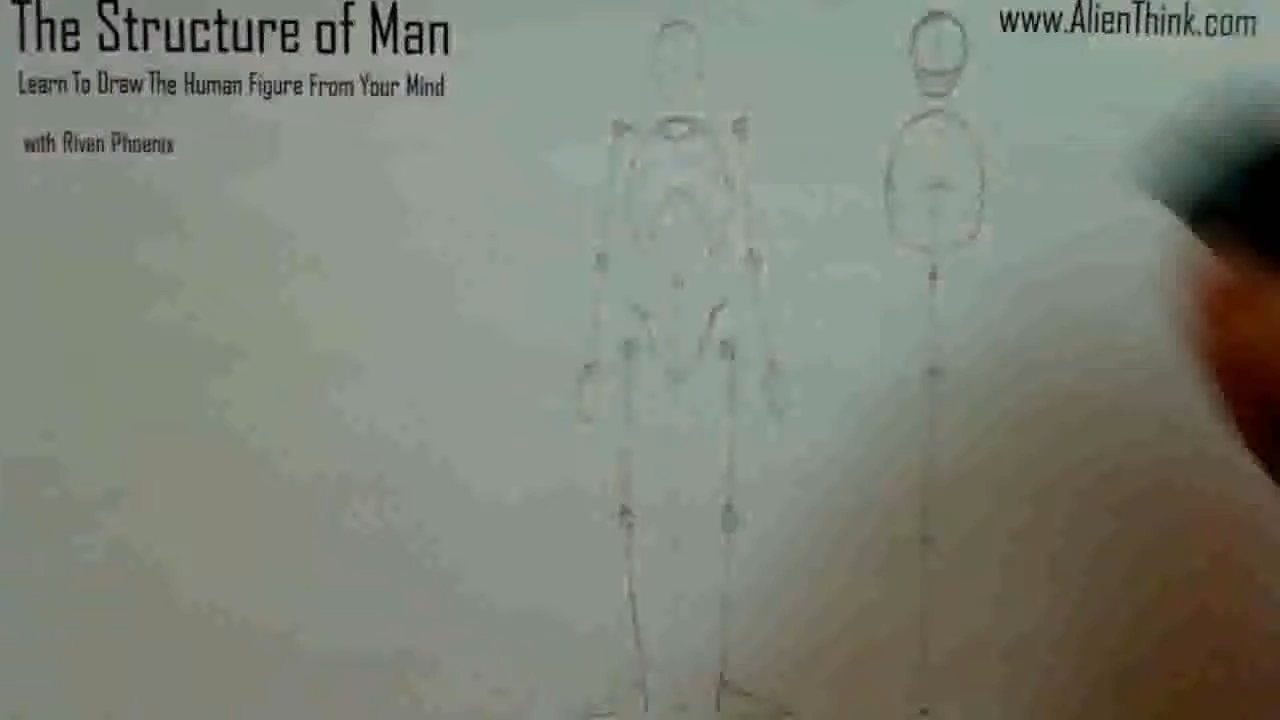 The Structure of Man
www.AlienThink.com
Learn To Draw The Human Figure From Your Mind
with Riven Phoenix